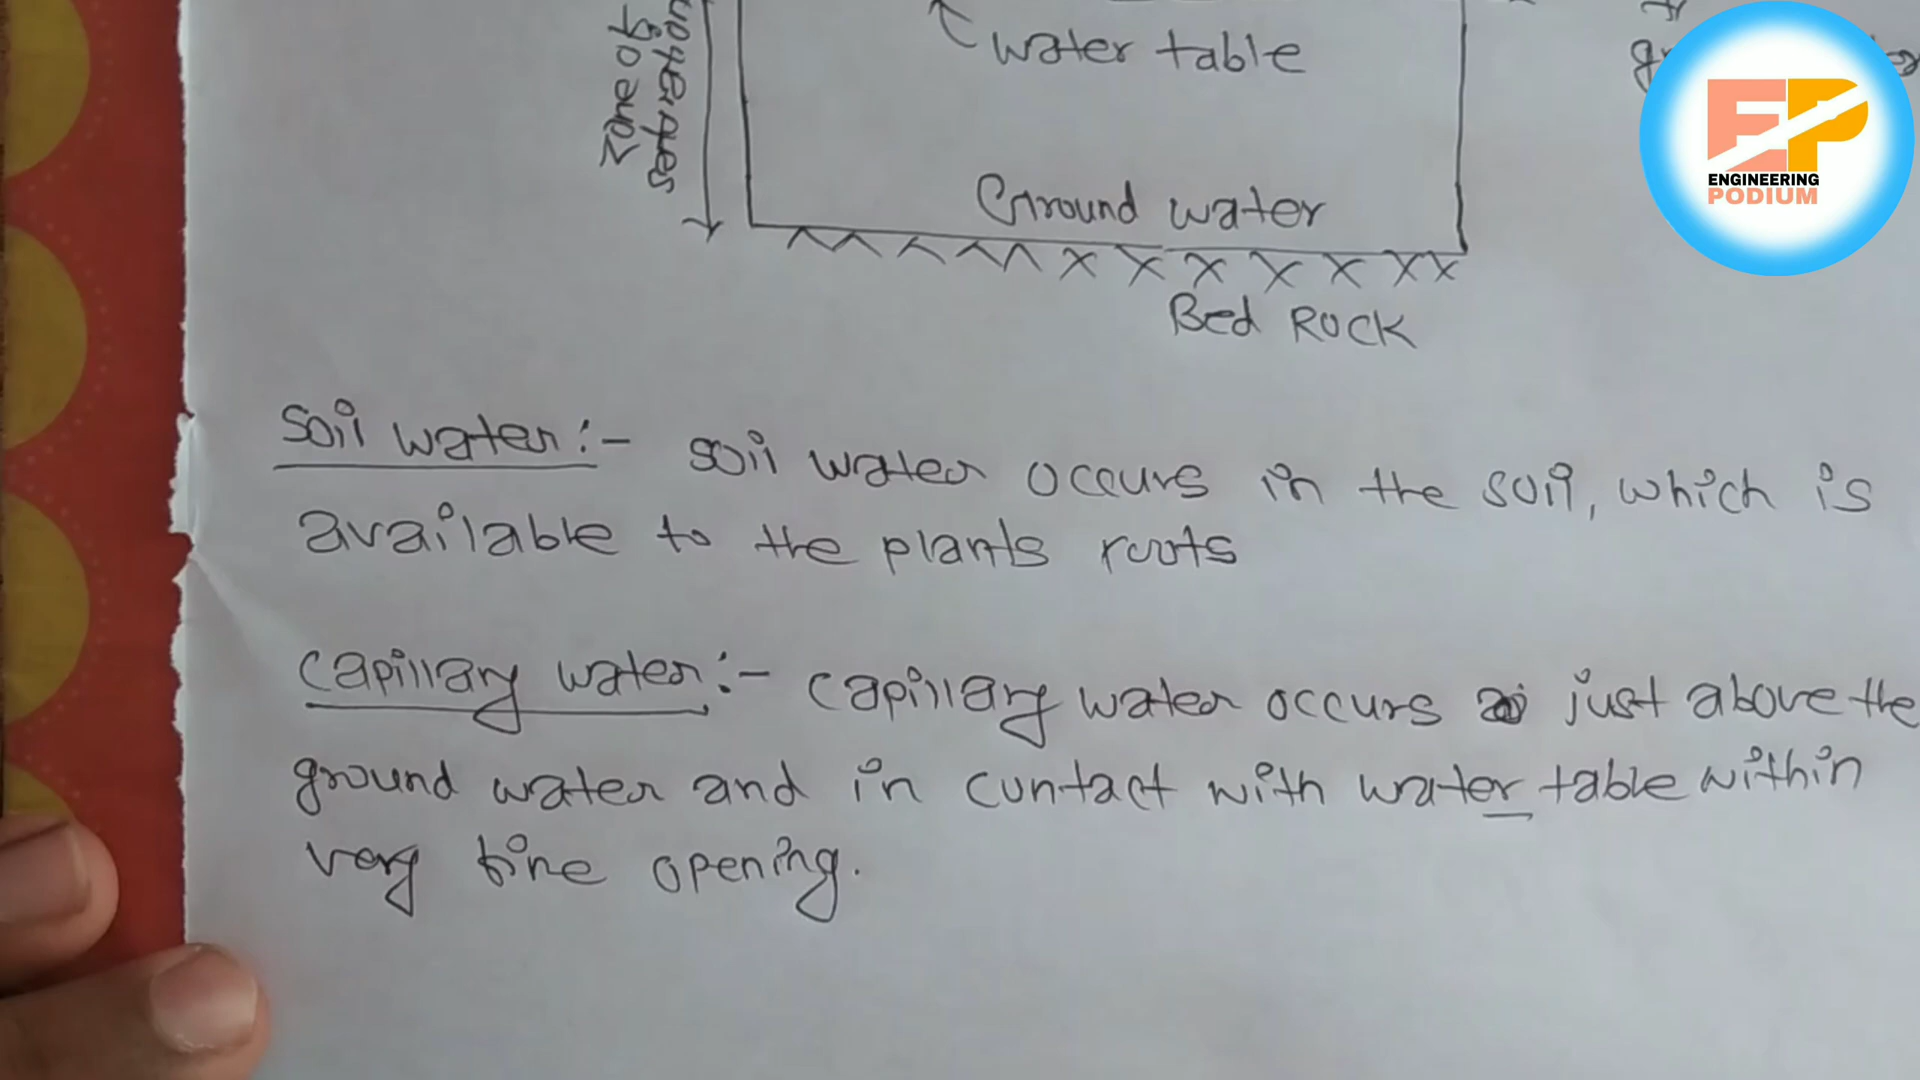 water table
Zone of
saturation
Ground water
Bed Rock
ENGINEERING
PODIUM
Soil water:- soil water occurs in the soil, which is
available to the plants roots
Capillary water:- Capillary water occurs just above the
ground water and in contact with water table within
very fine opening.